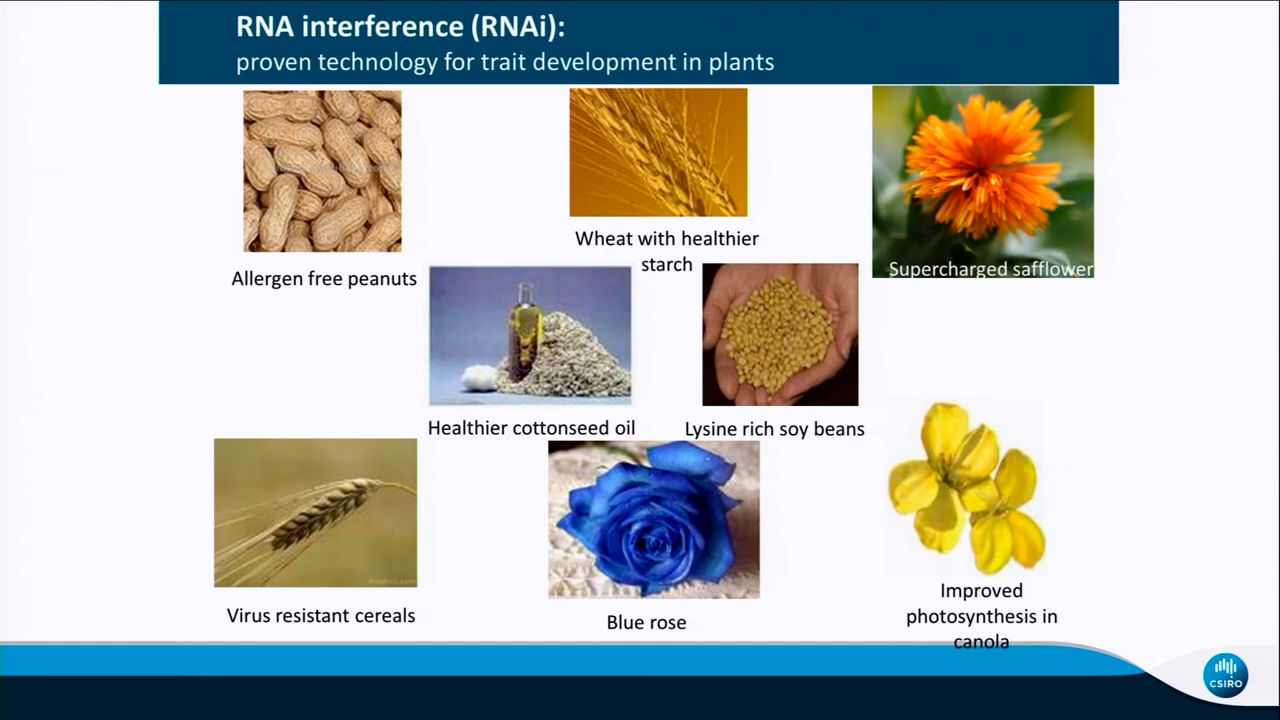 RNA interference (RNAi):
proven technology for trait development in plants
Allergen free peanuts
Wheat with healthier
starch
Supercharged safflower
Healthier cottonseed oil
Lysine rich soy beans
Virus resistant cereals
Blue rose
Improved
photosynthesis in
canola
CSIRO